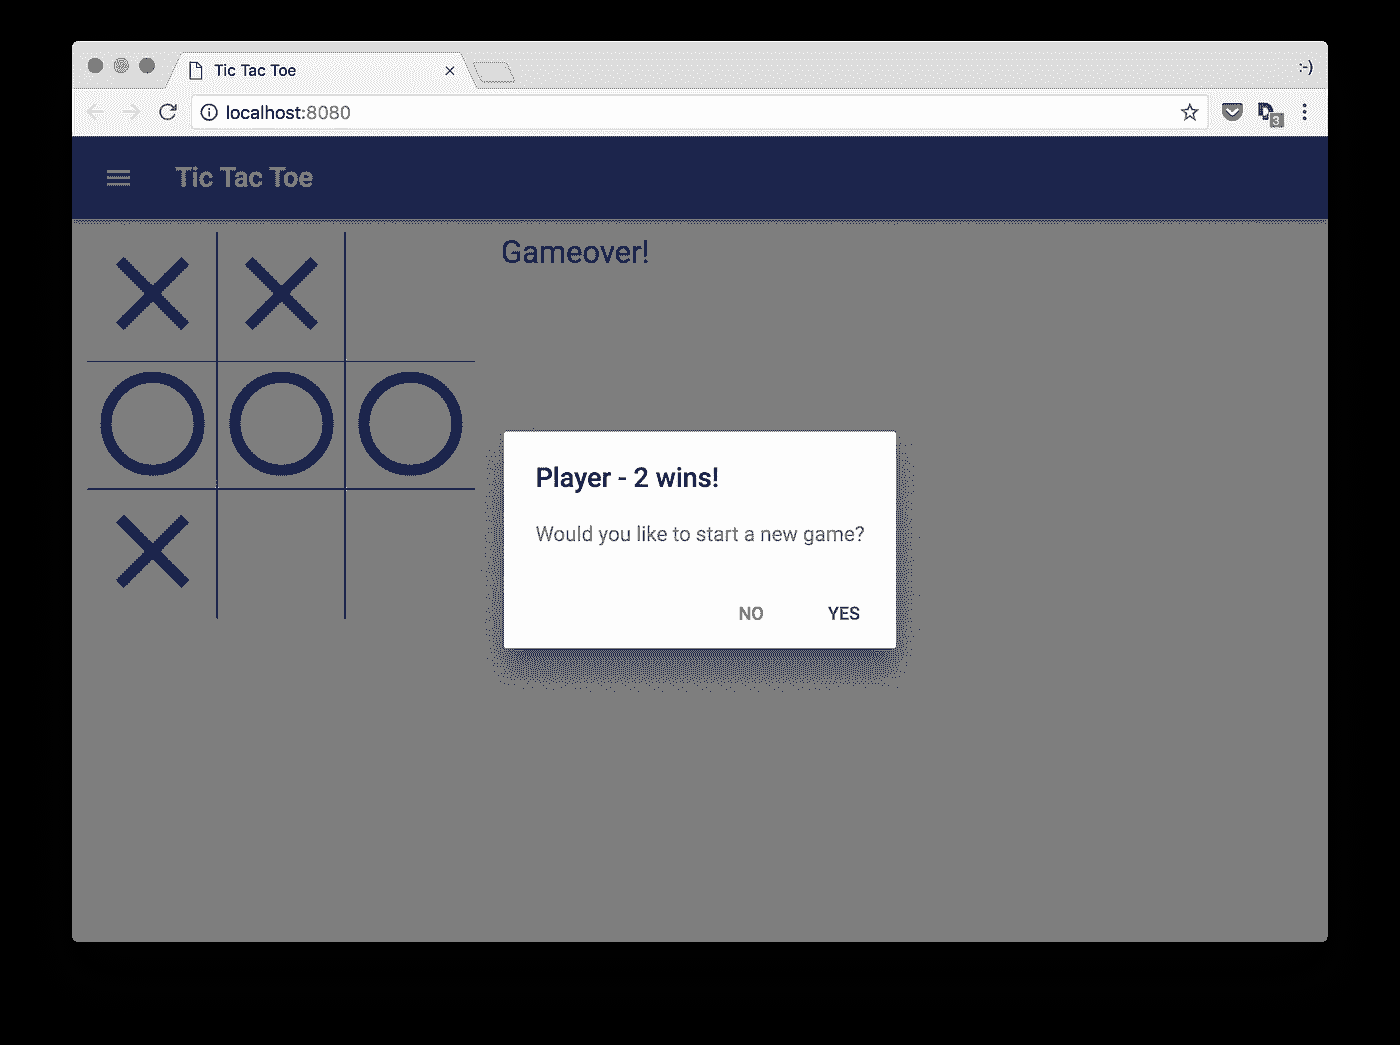 Tic Tac Toe
:-)
localhost:8080
3
Tic Tac Toe
Gameover!
Player - 2 wins!
Would you like to start a new game?
NO YES